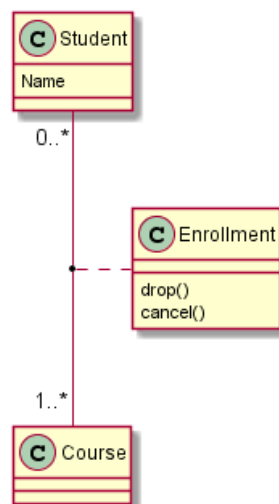 C Student
Name
0..*
C Enrollment
drop()
cancel()
1..*
C Course